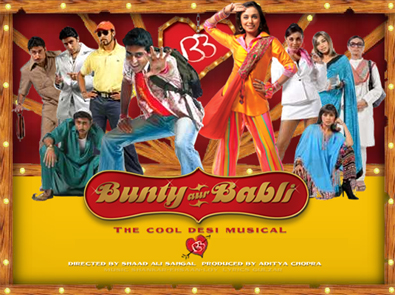 B B
Bunty aur Babli
THE COOL DESI MUSICAL
B
DIRECTED BY SHAAD ALI SAHGAL PRODUCED BY ADITYA CHOPRA